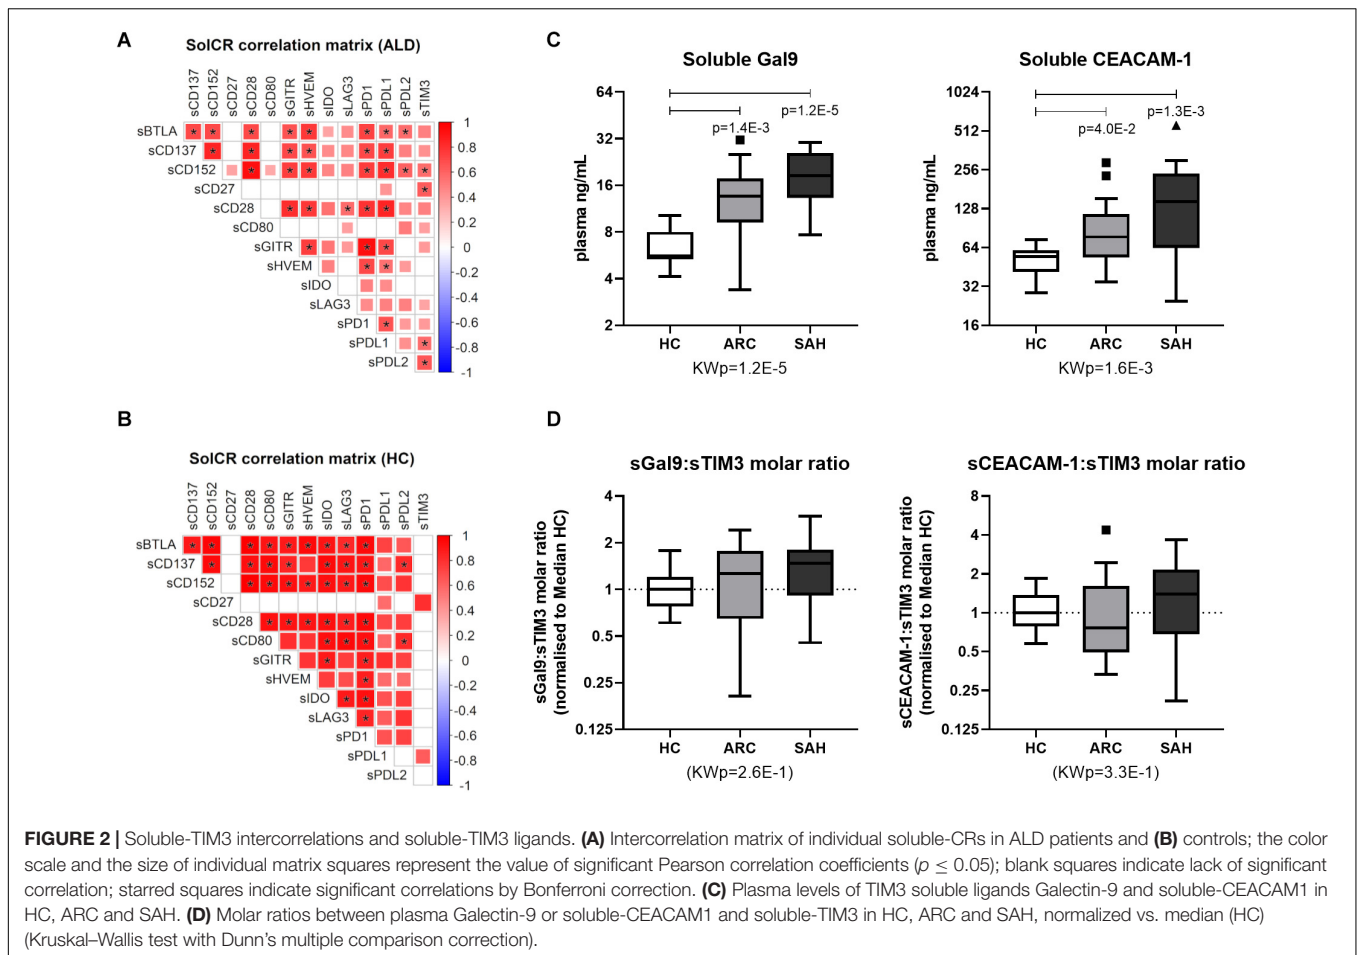 A
SolCR correlation matrix (ALD)
sCD137
sCD152
sCD27
sCD28
sCD80
sGITR
sHVEM
sIDO
sLAG3
sPD1
sPDL1
sPDL2
sTIM3
sBTLA * * * * * * * *
sCD137 * * * * * *
sCD152 * * * * * * *
sCD27 *
sCD28 * * * * *
sCD80
sGITR * * *
sHVEM * *
sIDO
sLAG3
sPD1 *
sPDL1 *
sPDL2 *
1
0.8
0.6
0.4
0.2
0
-0.2
-0.4
-0.6
-0.8
-1
C
Soluble Gal9
plasma ng/mL
64
32
16
8
4
2
p=1.2E-5
p=1.4E-3
HC ARC SAH
KWp=1.2E-5
Soluble CEACAM-1
plasma ng/mL
1024
512
256
128
64
32
16
p=1.3E-3
p=4.0E-2
HC ARC SAH
KWp=1.6E-3
B
SolCR correlation matrix (HC)
sCD137
sCD152
sCD27
sCD28
sCD80
sGITR
sHVEM
sIDO
sLAG3
sPD1
sPDL1
sPDL2
sTIM3
sBTLA * * * * * * * * *
sCD137 * * * * * * * *
sCD152 * * * * * * *
sCD27
sCD28 * * * * * *
sCD80 * * * *
sGITR * *
sHVEM *
sIDO * *
sLAG3 *
sPD1
sPDL1
sPDL2
1
0.8
0.6
0.4
0.2
0
-0.2
-0.4
-0.6
-0.8
-1
D
sGal9:sTIM3 molar ratio
sGal9:sTIM3 molar ratio
(normalised to Median HC)
4
2
1
0.5
0.25
0.125
HC ARC SAH
(KWp=2.6E-1)
sCEACAM-1:sTIM3 molar ratio
sCEACAM-1:sTIM3 molar ratio
(normalised to Median HC)
8
4
2
1
0.5
0.25
0.125
HC ARC SAH
(KWp=3.3E-1)
FIGURE 2 | Soluble-TIM3 intercorrelations and soluble-TIM3 ligands. (A) Intercorrelation matrix of individual soluble-CRs in ALD patients and (B) controls; the color
scale and the size of individual matrix squares represent the value of significant Pearson correlation coefficients (p ≤ 0.05); blank squares indicate lack of significant
correlation; starred squares indicate significant correlations by Bonferroni correction. (C) Plasma levels of TIM3 soluble ligands Galectin-9 and soluble-CEACAM1 in
HC, ARC and SAH. (D) Molar ratios between plasma Galectin-9 or soluble-CEACAM1 and soluble-TIM3 in HC, ARC and SAH, normalized vs. median (HC)
(Kruskal–Wallis test with Dunn's multiple comparison correction).